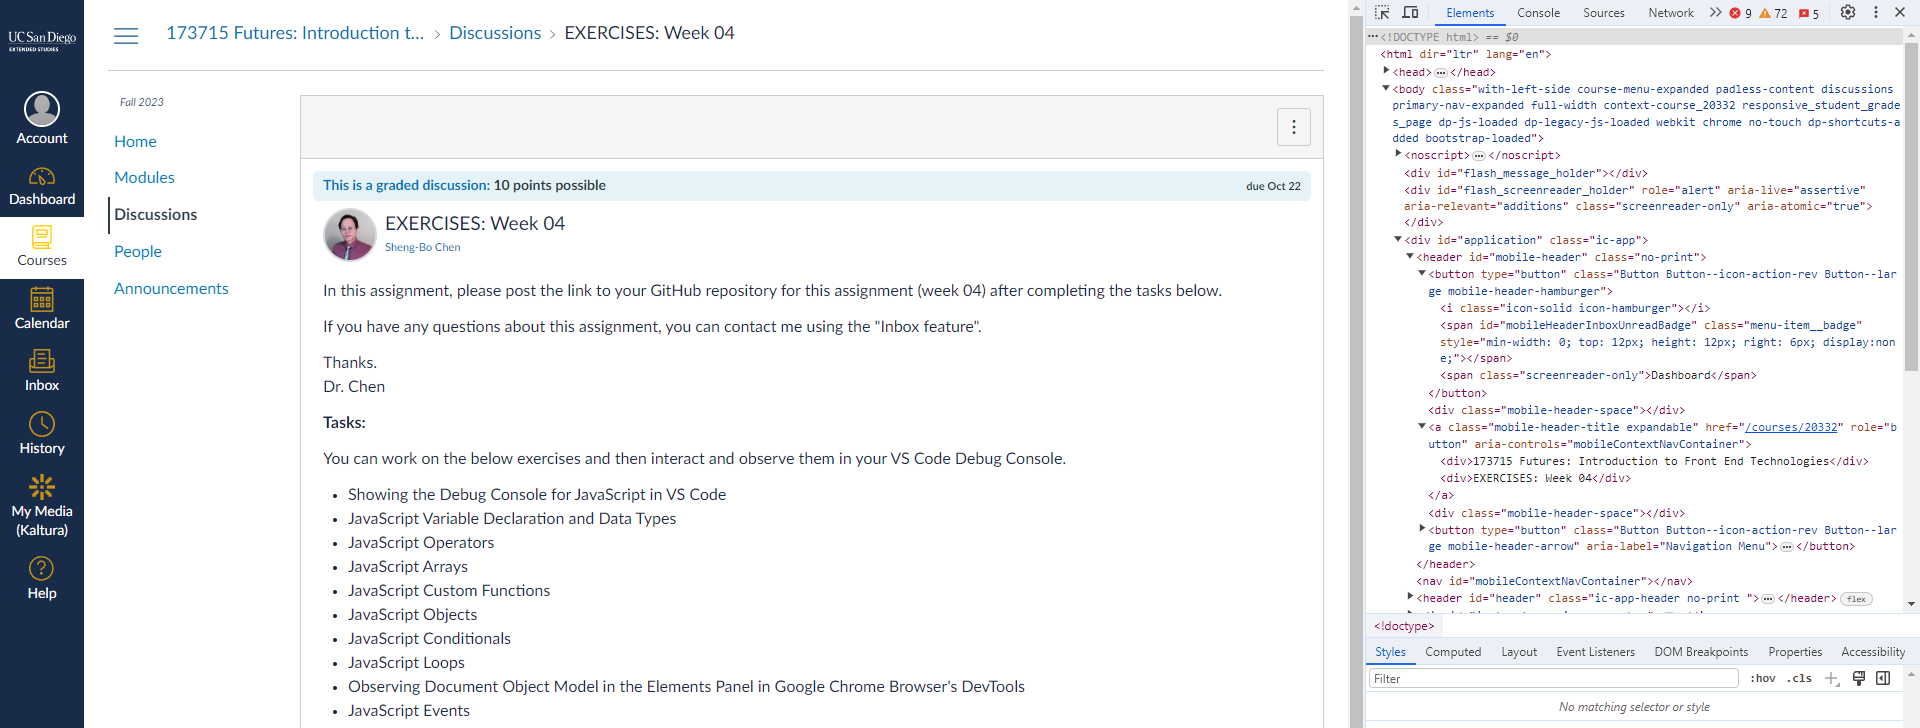 UC San Diego
EXTENDED STUDIES
Account
Dashboard
Courses
Calendar
Inbox
History
My Media
(Kaltura)
Help
173715 Futures: Introduction t... > Discussions > EXERCISES: Week 04
Fall 2023
Home
Modules
Discussions
People
Announcements
This is a graded discussion: 10 points possible due Oct 22
EXERCISES: Week 04
Sheng-Bo Chen
In this assignment, please post the link to your GitHub repository for this assignment (week 04) after completing the tasks below.
If you have any questions about this assignment, you can contact me using the "Inbox feature".
Thanks.
Dr. Chen
Tasks:
You can work on the below exercises and then interact and observe them in your VS Code Debug Console.
• Showing the Debug Console for JavaScript in VS Code
• JavaScript Variable Declaration and Data Types
• JavaScript Operators
• JavaScript Arrays
• JavaScript Custom Functions
• JavaScript Objects
• JavaScript Conditionals
• JavaScript Loops
• Observing Document Object Model in the Elements Panel in Google Chrome Browser's DevTools
• JavaScript Events
Elements Console Sources Network 9 72 5
<!DOCTYPE html> == $0
<html dir="ltr" lang="en">
<head> … </head>
<body class="with-left-side course-menu-expanded padless-content discussions
primary-nav-expanded full-width context-course_20332 responsive_student_grade
s_page dp-js-loaded dp-legacy-js-loaded webkit chrome no-touch dp-shortcuts-a
dded bootstrap-loaded">
<noscript> … </noscript>
<div id="flash_message_holder"></div>
<div id="flash_screenreader_holder" role="alert" aria-live="assertive"
aria-relevant="additions" class="screenreader-only" aria-atomic="true">
</div>
<div id="application" class="ic-app">
<header id="mobile-header" class="no-print">
<button type="button" class="Button Button--icon-action-rev Button--lar
ge mobile-header-hamburger">
<i class="icon-solid icon-hamburger"></i>
<span id="mobileHeaderInboxUnreadBadge" class="menu-item__badge"
style="min-width: 0; top: 12px; height: 12px; right: 6px; display:non
e;"></span>
<span class="screenreader-only">Dashboard</span>
</button>
<div class="mobile-header-space"></div>
<a class="mobile-header-title expandable" href="/courses/20332" role="b
utton" aria-controls="mobileContextNavContainer">
<div>173715 Futures: Introduction to Front End Technologies</div>
<div>EXERCISES: Week 04</div>
</a>
<div class="mobile-header-space"></div>
<button type="button" class="Button Button--icon-action-rev Button--lar
ge mobile-header-arrow" aria-label="Navigation Menu"> … </button>
</header>
<nav id="mobileContextNavContainer"></nav>
<header id="header" class="ic-app-header no-print "> … </header> flex
<!doctype>
Styles Computed Layout Event Listeners DOM Breakpoints Properties Accessibility
Filter :hov .cls
No matching selector or style